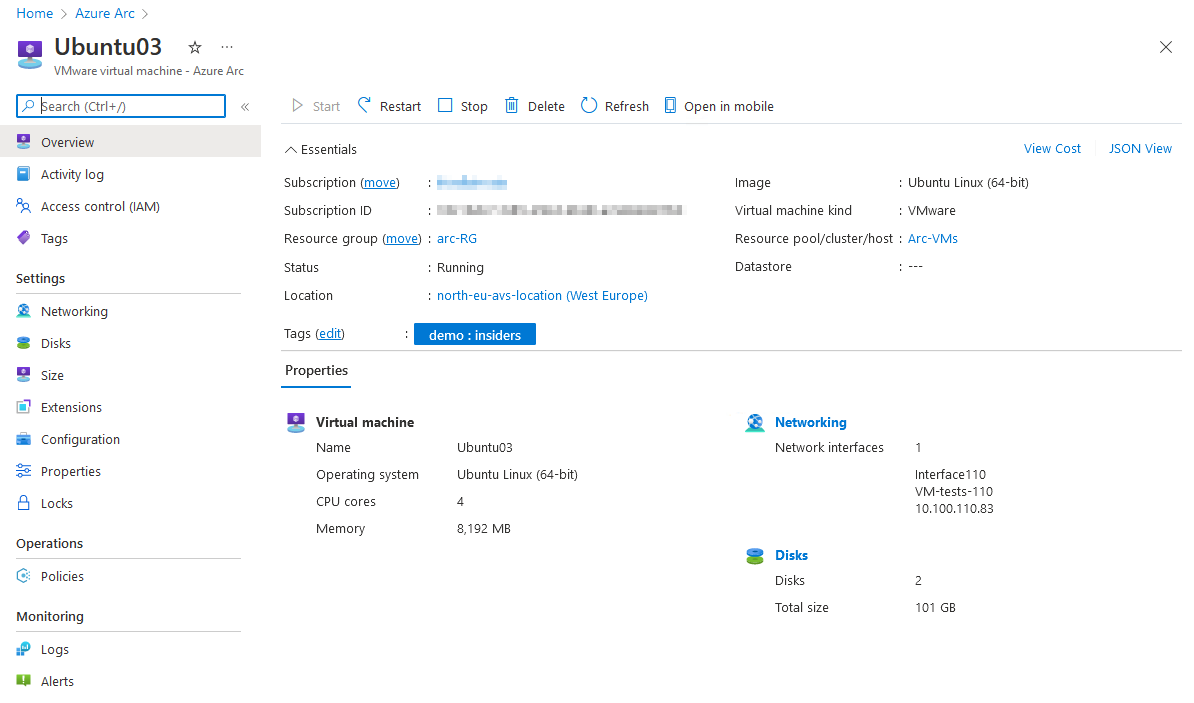 Home > Azure Arc >
Ubuntu03 ...
VMware virtual machine - Azure Arc
Search (Ctrl+/) «
Overview
Activity log
Access control (IAM)
Tags
Settings
Networking
Disks
Size
Extensions
Configuration
Properties
Locks
Operations
Policies
Monitoring
Logs
Alerts
Start Restart Stop Delete Refresh Open in mobile
Essentials
View Cost JSON View
Subscription (move) :
Subscription ID :
Resource group (move) : arc-RG
Status : Running
Location : north-eu-avs-location (West Europe)
Image : Ubuntu Linux (64-bit)
Virtual machine kind : VMware
Resource pool/cluster/host : Arc-VMs
Datastore : ---
Tags (edit) : demo : insiders
Properties
Virtual machine
Name Ubuntu03
Operating system Ubuntu Linux (64-bit)
CPU cores 4
Memory 8,192 MB
Networking
Network interfaces 1
Interface110
VM-tests-110
10.100.110.83
Disks
Disks 2
Total size 101 GB